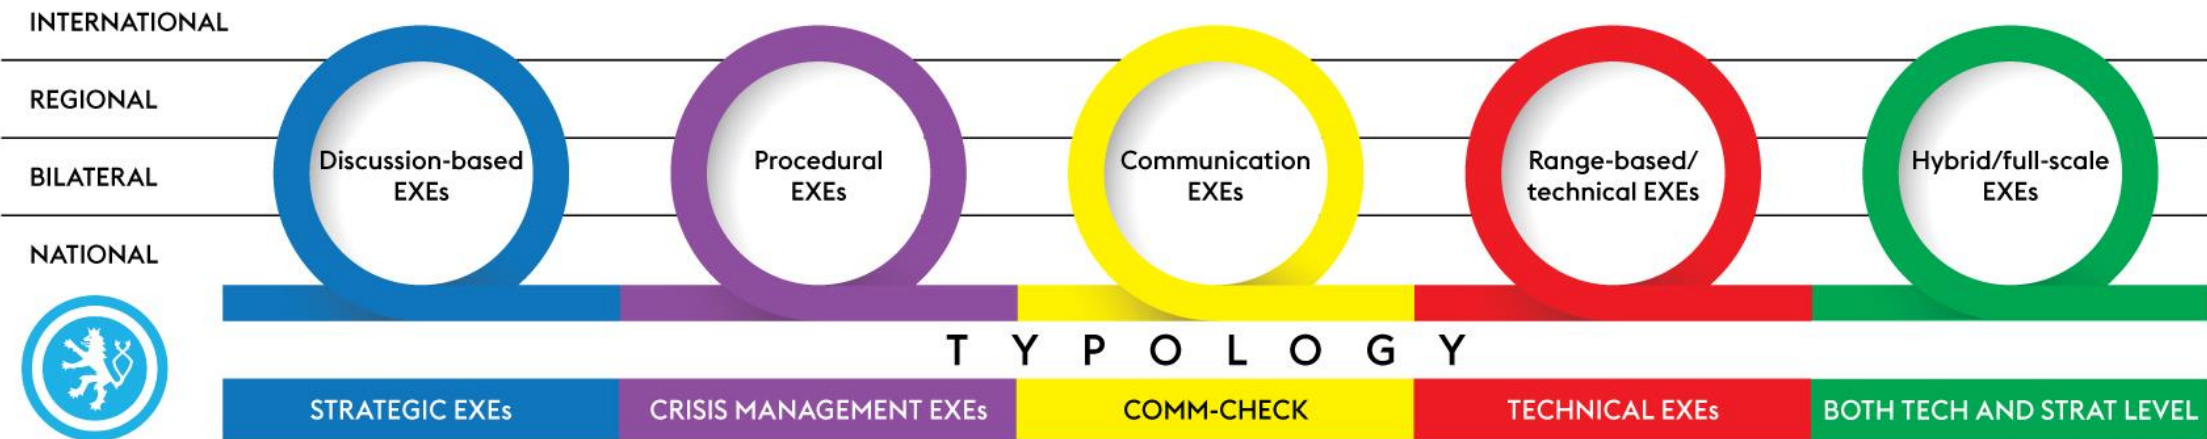 INTERNATIONAL
REGIONAL
BILATERAL
NATIONAL
Discussion-based
EXEs
Procedural
EXEs
Communication
EXEs
Range-based/
technical EXEs
Hybrid/full-scale
EXEs
TYPOLOGY
STRATEGIC EXEs
CRISIS MANAGEMENT EXEs
COMM-CHECK
TECHNICAL EXEs
BOTH TECH AND STRAT LEVEL